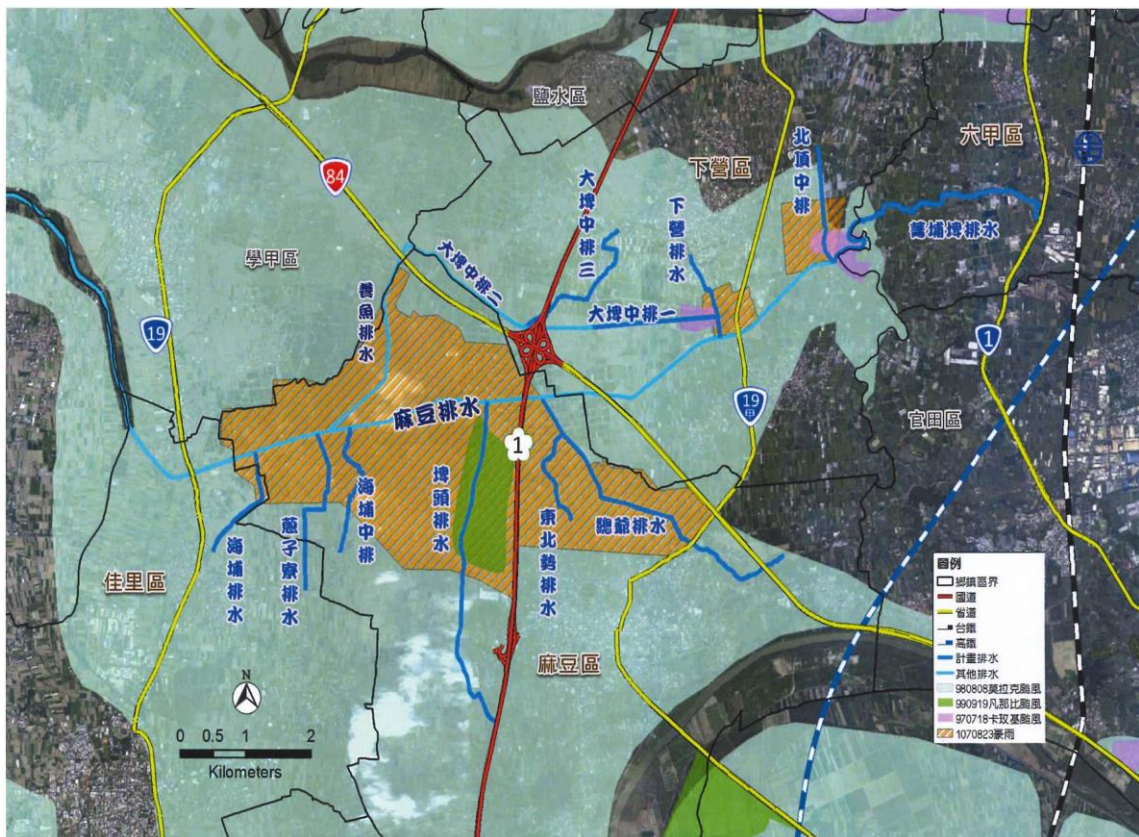 鹽水區
下營區
六甲區
北頂中排
84
大埤中排三
下營排水
菁埔埤排水
學甲區
大埤中排二
養魚排水
大埤中排一
19
1
19
甲
麻豆排水
官田區
1
埤頭排水
海埔中排
東北勢排水
總爺排水
海埔排水
蔥子寮排水
佳里區
麻豆區
N
0 0.5 1 2
Kilometers
圖例
鄉鎮區界
國道
省道
台鐵
高鐵
計畫排水
其他排水
980808莫拉克颱風
990919凡那比颱風
970718卡玫基颱風
1070823豪雨